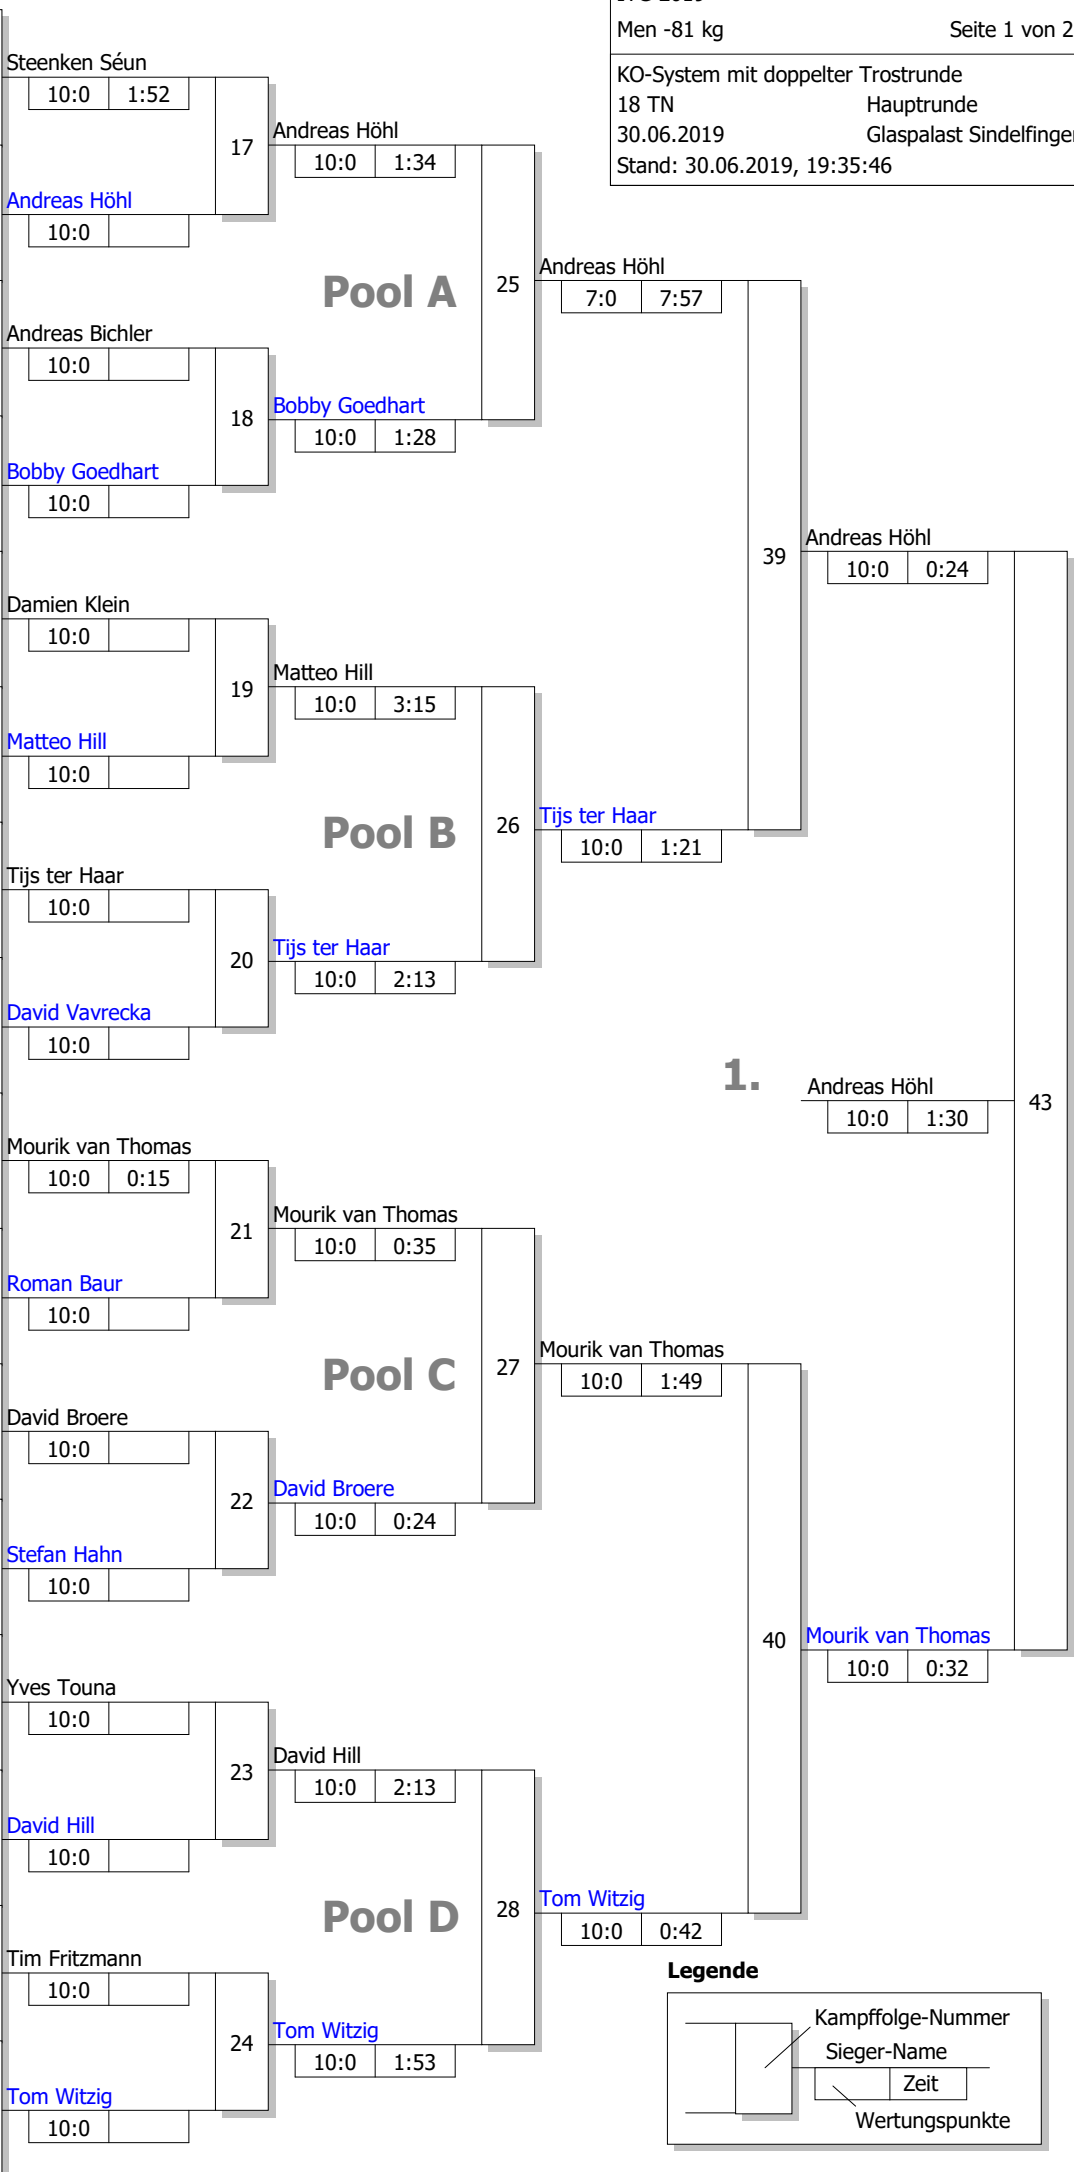 Men -81 kg Seite 1 von 2
KO-System mit doppelter Trostrunde
18 TN Hauptrunde
30.06.2019 Glaspalast Sindelfingen
Stand: 30.06.2019, 19:35:46
Steenken Séun
10:0 1:52
17
Andreas Höhl
10:0 1:34
Andreas Höhl
10:0
Pool A
25
Andreas Höhl
7:0 7:57
Andreas Bichler
10:0
18
Bobby Goedhart
10:0 1:28
Bobby Goedhart
10:0
39
Andreas Höhl
10:0 0:24
Damien Klein
10:0
19
Matteo Hill
10:0 3:15
Matteo Hill
10:0
Pool B
26
Tijs ter Haar
10:0 1:21
Tijs ter Haar
10:0
20
Tijs ter Haar
10:0 2:13
David Vavrecka
10:0
1.
Andreas Höhl
10:0 1:30
43
Mourik van Thomas
10:0 0:15
21
Mourik van Thomas
10:0 0:35
Roman Baur
10:0
Pool C
27
Mourik van Thomas
10:0 1:49
David Broere
10:0
22
David Broere
10:0 0:24
Stefan Hahn
10:0
40
Mourik van Thomas
10:0 0:32
Yves Touna
10:0
23
David Hill
10:0 2:13
David Hill
10:0
Pool D
28
Tom Witzig
10:0 0:42
Tim Fritzmann
10:0
24
Tom Witzig
10:0 1:53
Tom Witzig
10:0
Legende
Kampffolge-Nummer
Sieger-Name
Zeit
Wertungspunkte